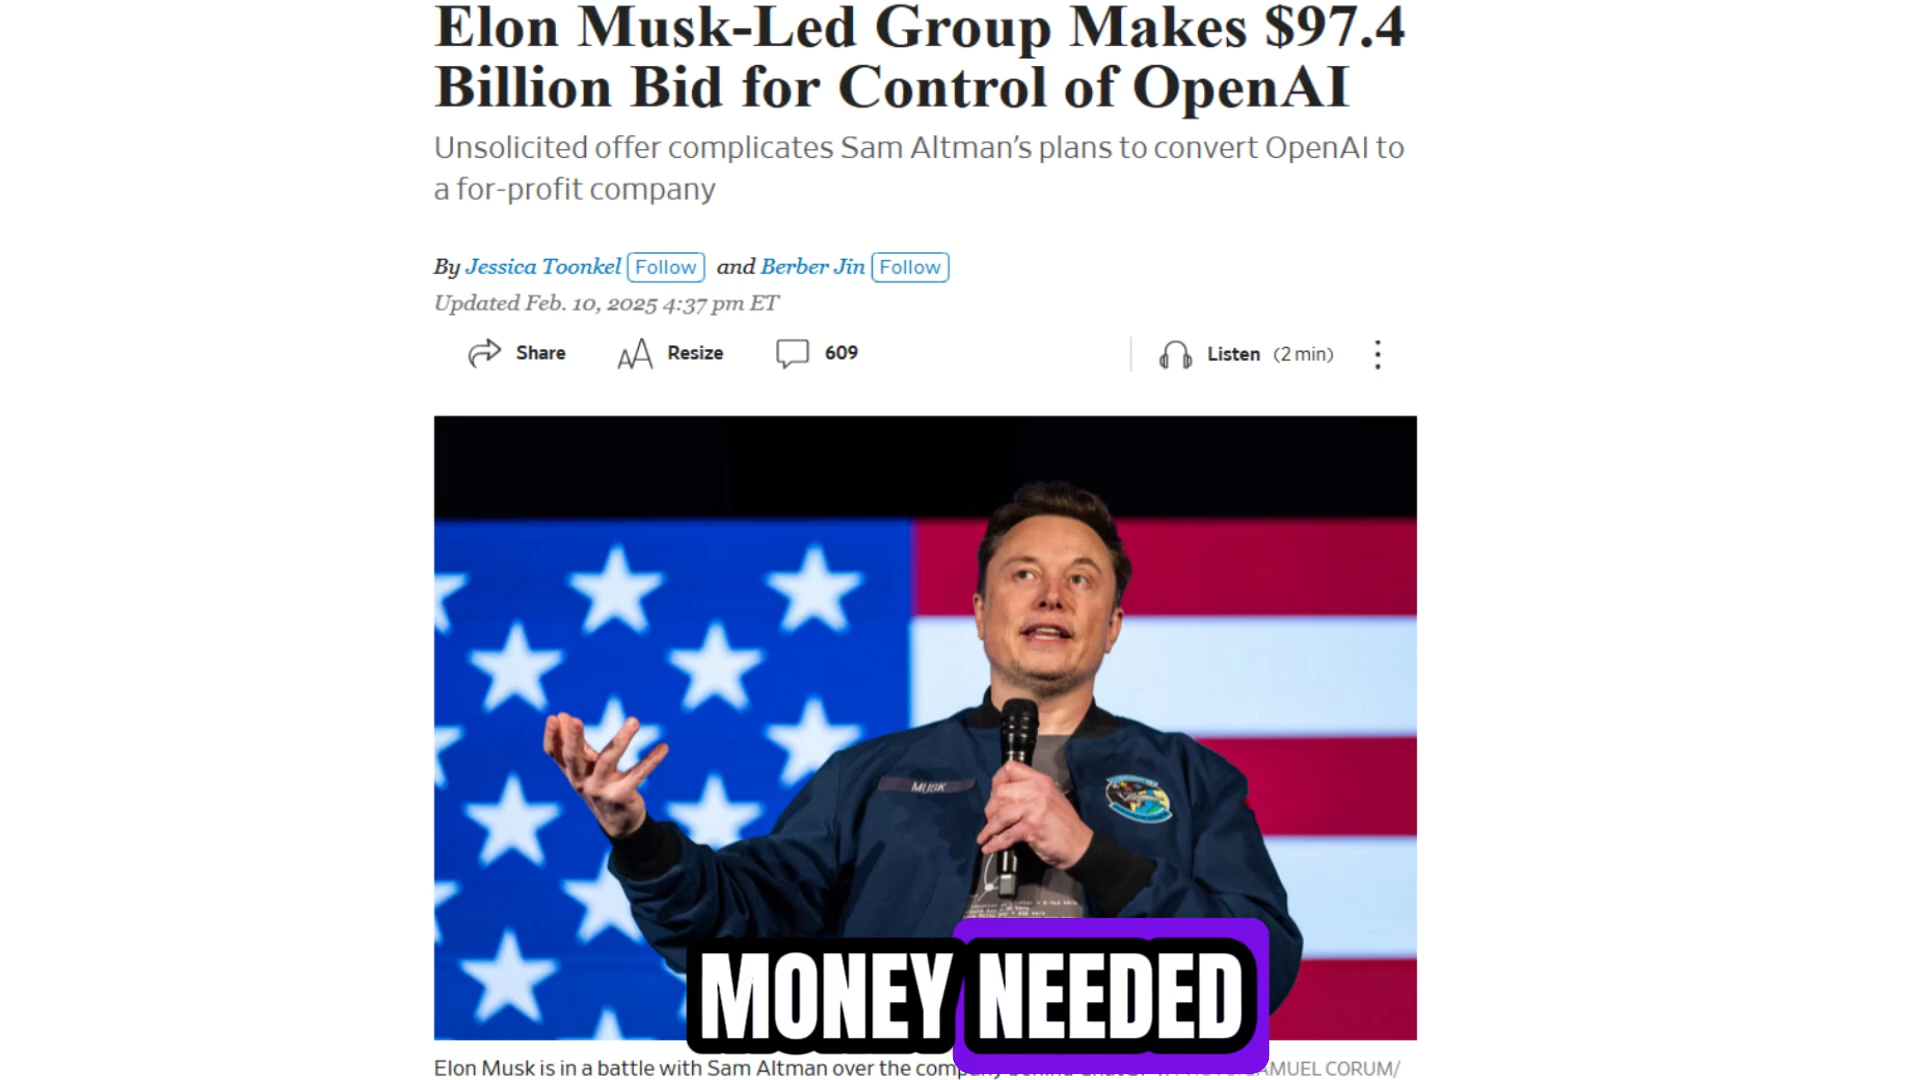 Elon Musk-Led Group Makes $97.4
Billion Bid for Control of OpenAI
Unsolicited offer complicates Sam Altman’s plans to convert OpenAI to
a for-profit company
By Jessica Toonkel Follow and Berber Jin Follow
Updated Feb. 10, 2025 4:37 pm ET
Share Resize 609 Listen (2 min)
MUSK
MONEY NEEDED
Elon Musk is in a battle with Sam Altman over the SAMUEL CORUM/